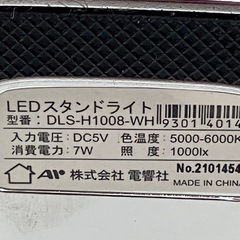 LEDスタンドライト
型番：DLS-H1008-WH
9301 4014
入力電圧：DC5V 色温度：5000-6000K
消費電力：7W 照度：1000lx
No.2101454
株式会社 電響社
MADE IN CHINA